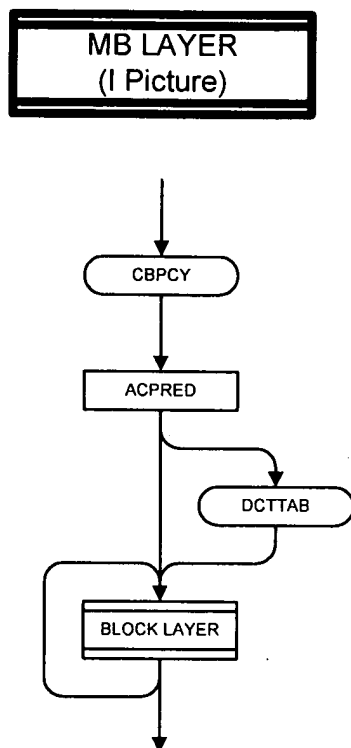 MB LAYER
(I Picture)
CBPCY
ACPRED
DCTTAB
BLOCK LAYER